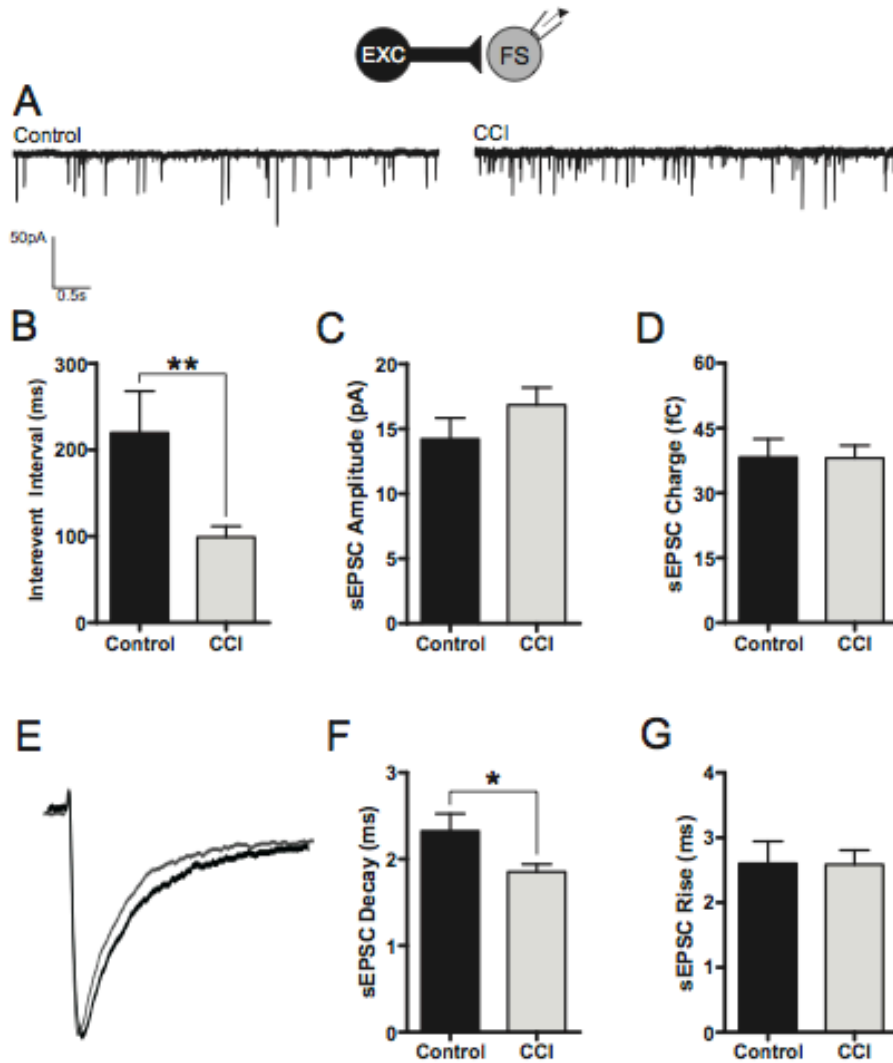 EXC FS
A
Control CCI
50pA
0.5s
B C D
Interevent Interval (ms)
300
200
100
0
**
Control CCI
sEPSC Amplitude (pA)
20
15
10
5
0
Control CCI
sEPSC Charge (fC)
60
45
30
15
0
Control CCI
E F G
sEPSC Decay (ms)
3
2
1
0
*
Control CCI
sEPSC Rise (ms)
4
3
2
1
0
Control CCI